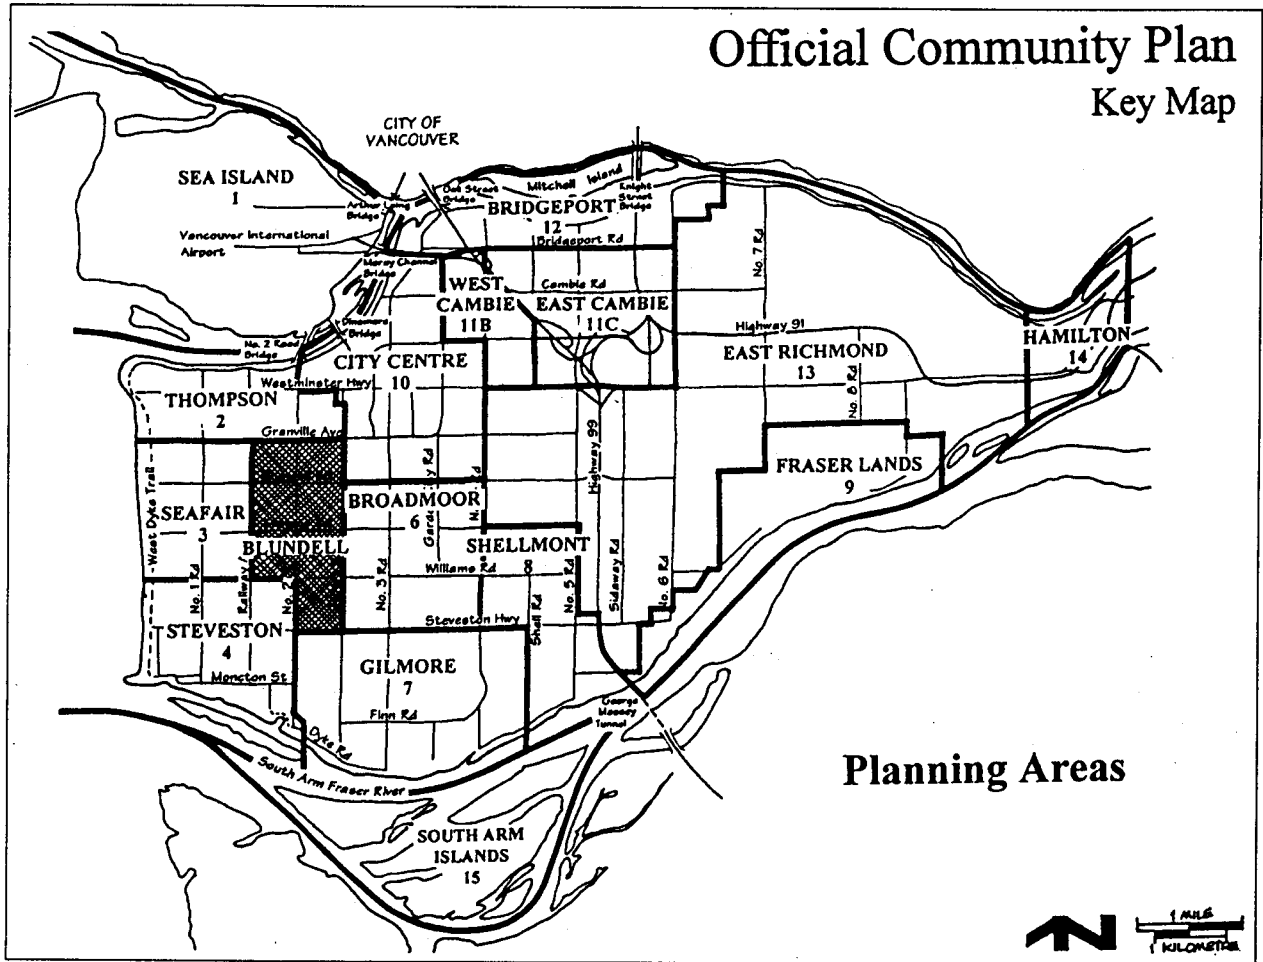 Official Community Plan
Key Map
CITY OF
VANCOUVER
SEA ISLAND
1
Arthur Laing
Bridge
Oak Street
Bridge
Mitchell Island
Knight
Street
Bridge
BRIDGEPORT
12
Bridgeport Rd
Vancouver International
Airport
Moray Channel
Bridge
No. 7 Rd
WEST
CAMBIE
11B
Cambie Rd
EAST CAMBIE
11C
Dinsmore
Bridge
No. 2 Road
Bridge
Highway 91
HAMILTON
14
CITY CENTRE
10
EAST RICHMOND
13
Westminster Hwy
No. 8 Rd
THOMPSON
2
Granville Ave
Highway 99
FRASER LANDS
9
West Dyke Trail
SEAFAIR
3
BROADMOOR
6
BLUNDELL
SHELLMONT
8
Williams Rd
No. 1 Rd
Railway
No. 2
No. 3 Rd
No. 5 Rd
Sidaway Rd
No. 6 Rd
Shell Rd
STEVESTON
4
Steveston Hwy
Moncton St
GILMORE
7
Finn Rd
George
Massey
Tunnel
Dyke Rd
South Arm Fraser River
Planning Areas
SOUTH ARM
ISLANDS
15
N
1 MILE
1 KILOMETRE